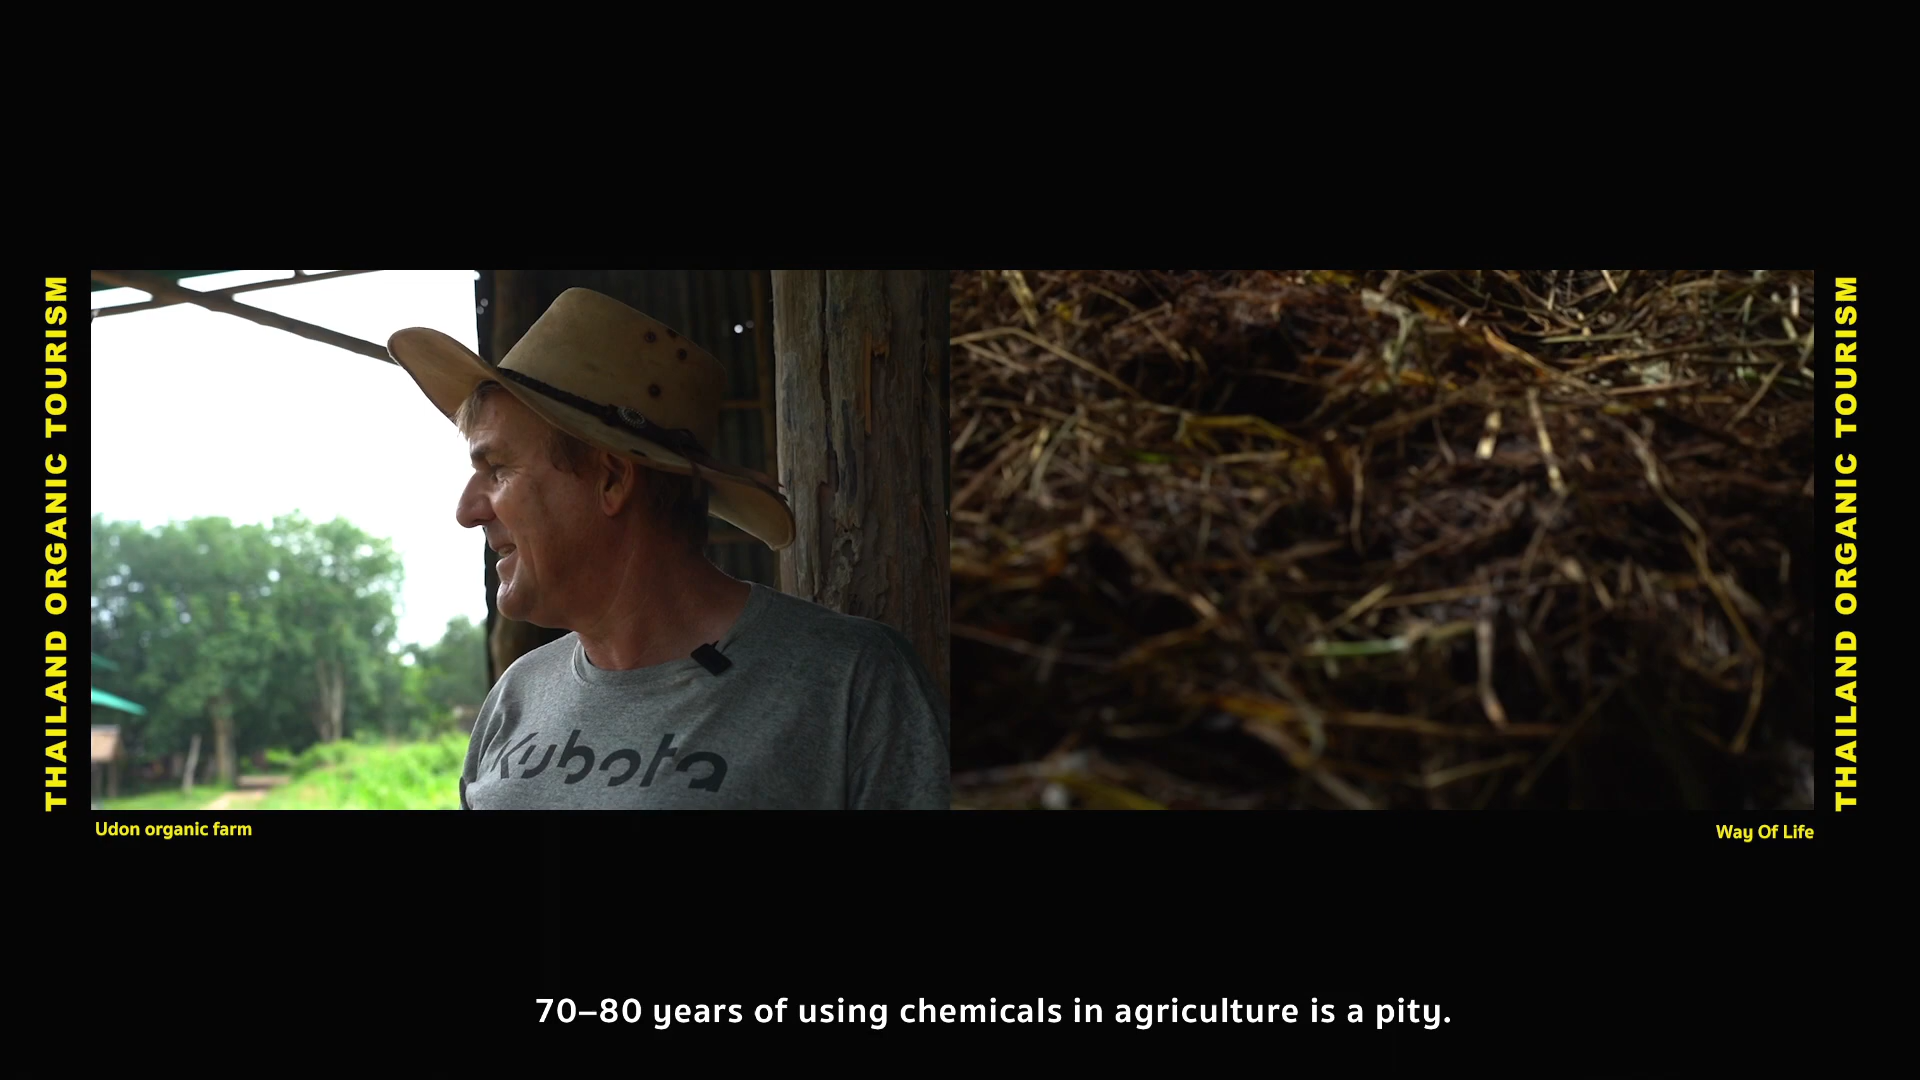 THAILAND ORGANIC TOURISM
Kubota
THAILAND ORGANIC TOURISM
Udon organic farm
Way Of Life
70–80 years of using chemicals in agriculture is a pity.